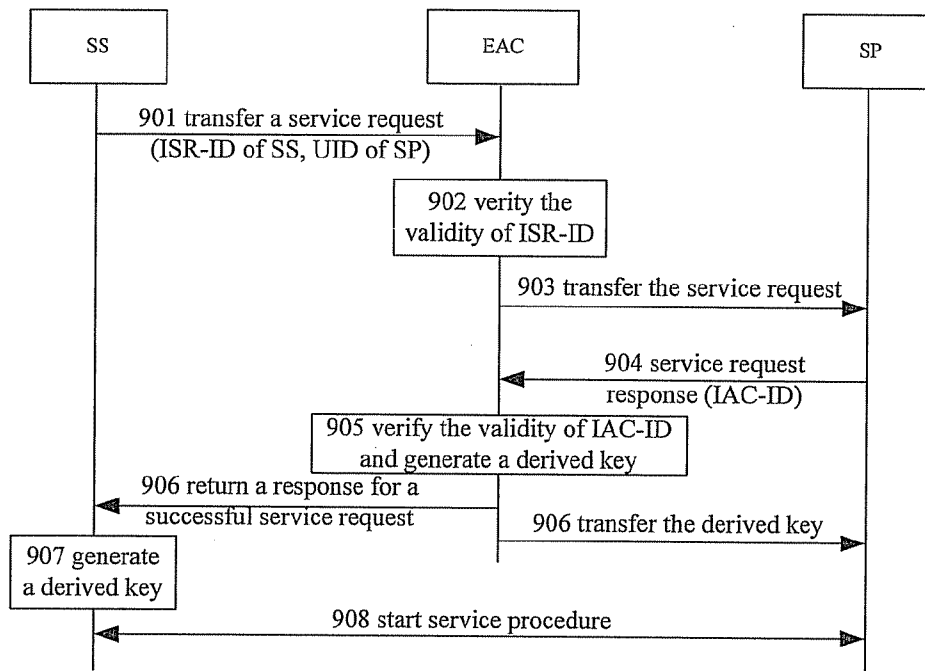 SS
EAC
SP
901 transfer a service request
(ISR-ID of SS, UID of SP)
902 verity the
validity of ISR-ID
903 transfer the service request
904 service request
response (IAC-ID)
905 verify the validity of IAC-ID
and generate a derived key
906 return a response for a
successful service request
906 transfer the derived key
907 generate
a derived key
908 start service procedure